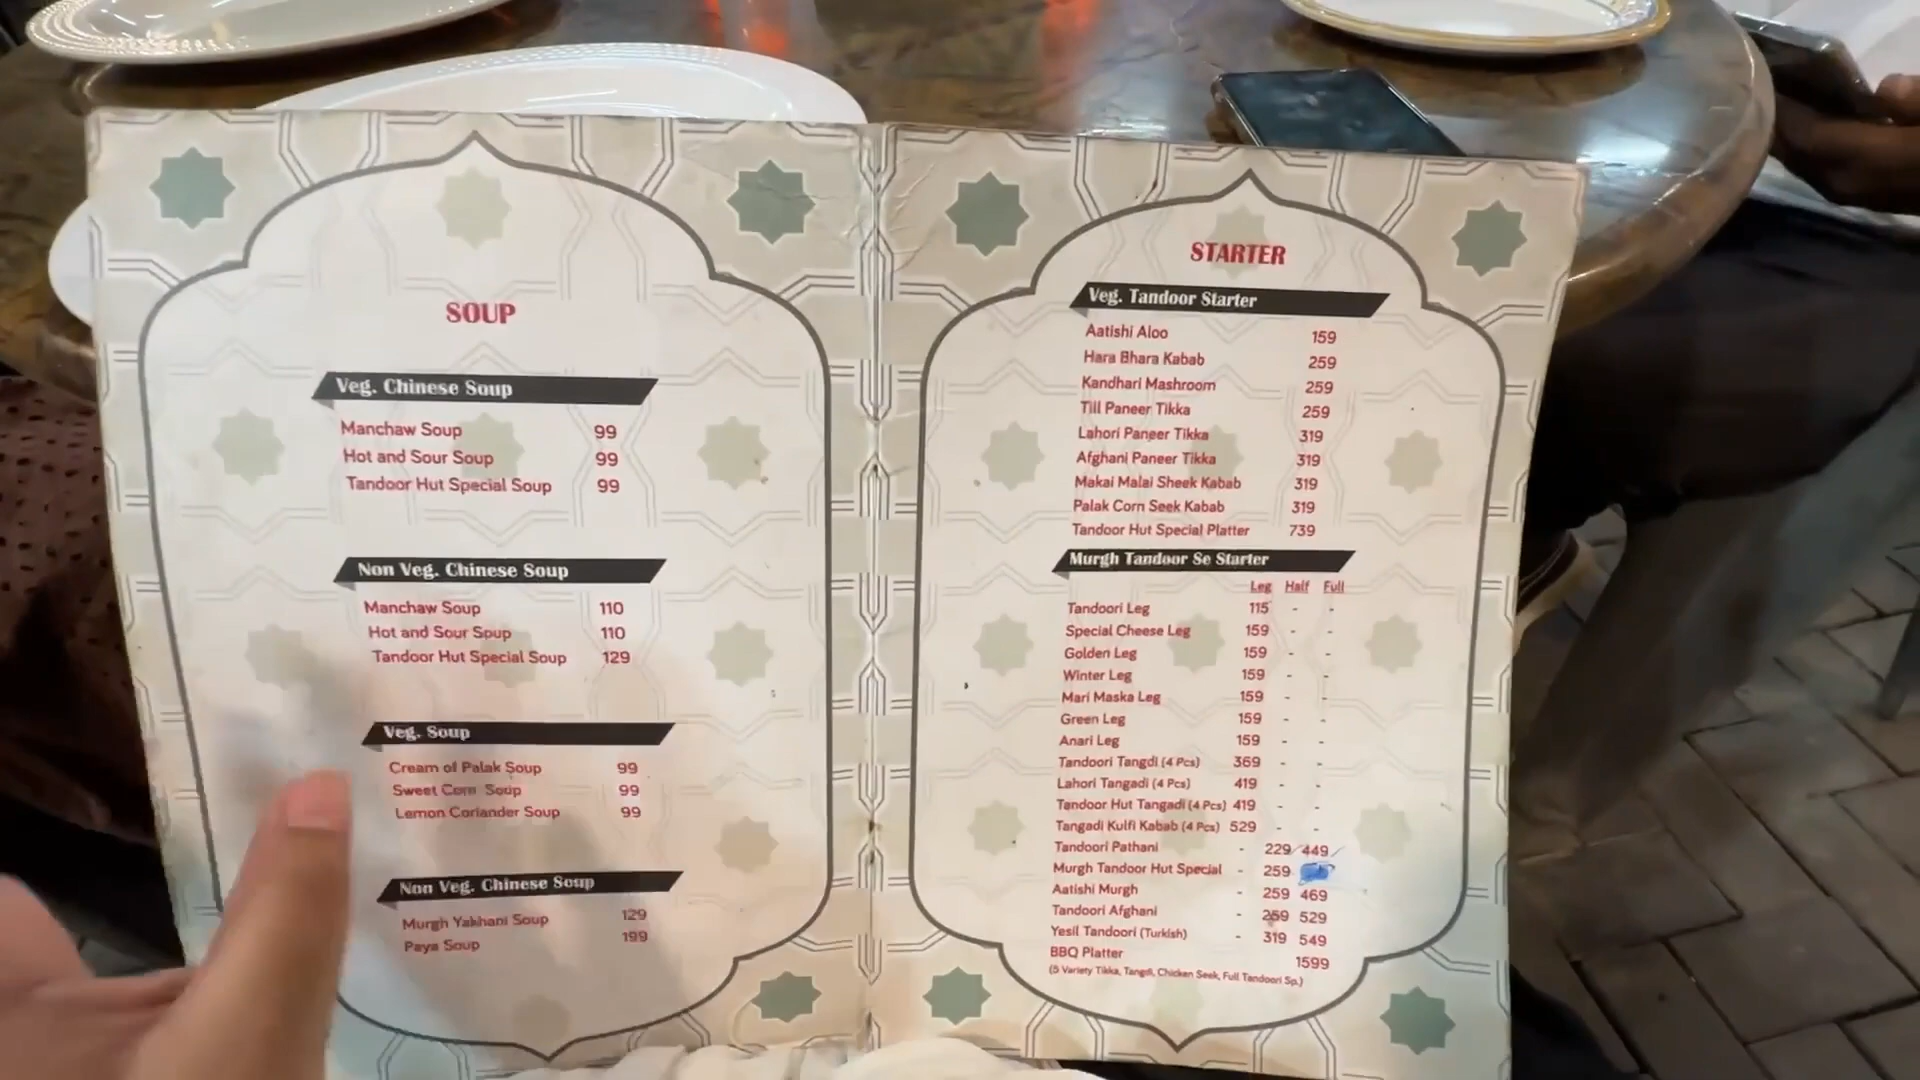 SOUP
Veg. Chinese Soup
Manchaw Soup 99
Hot and Sour Soup 99
Tandoor Hut Special Soup 99
Non Veg. Chinese Soup
Manchaw Soup 110
Hot and Sour Soup 110
Tandoor Hut Special Soup 129
Veg. Soup
Cream of Palak Soup 99
Sweet Corn Soup 99
Lemon Coriander Soup 99
Non Veg. Chinese Soup
Murgh Yakhani Soup 129
Paya Soup 199
STARTER
Veg. Tandoor Starter
Aatishi Aloo 159
Hara Bhara Kabab 259
Kandhari Mashroom 259
Till Paneer Tikka 259
Lahori Paneer Tikka 319
Afghani Paneer Tikka 319
Makai Malai Sheek Kabab 319
Palak Corn Seek Kabab 319
Tandoor Hut Special Platter 739
Murgh Tandoor Se Starter
Leg Half Full
Tandoori Leg 115 - -
Special Cheese Leg 159 - -
Golden Leg 159 - -
Winter Leg 159 - -
Mari Maska Leg 159 - -
Green Leg 159 - -
Anari Leg 159 - -
Tandoori Tangdi (4 Pcs) 369 - -
Lahori Tangadi (4 Pcs) 419 - -
Tandoor Hut Tangadi (4 Pcs) 419 - -
Tangadi Kulfi Kabab (4 Pcs) 529 - -
Tandoori Pathani - 229 449
Murgh Tandoor Hut Special - 259
Aatishi Murgh - 259 469
Tandoori Afghani - 259 529
Yesil Tandoori (Turkish) - 319 549
BBQ Platter 1599
(5 Variety Tikka, Tangdi, Chicken Seek, Full Tandoori Sp.)